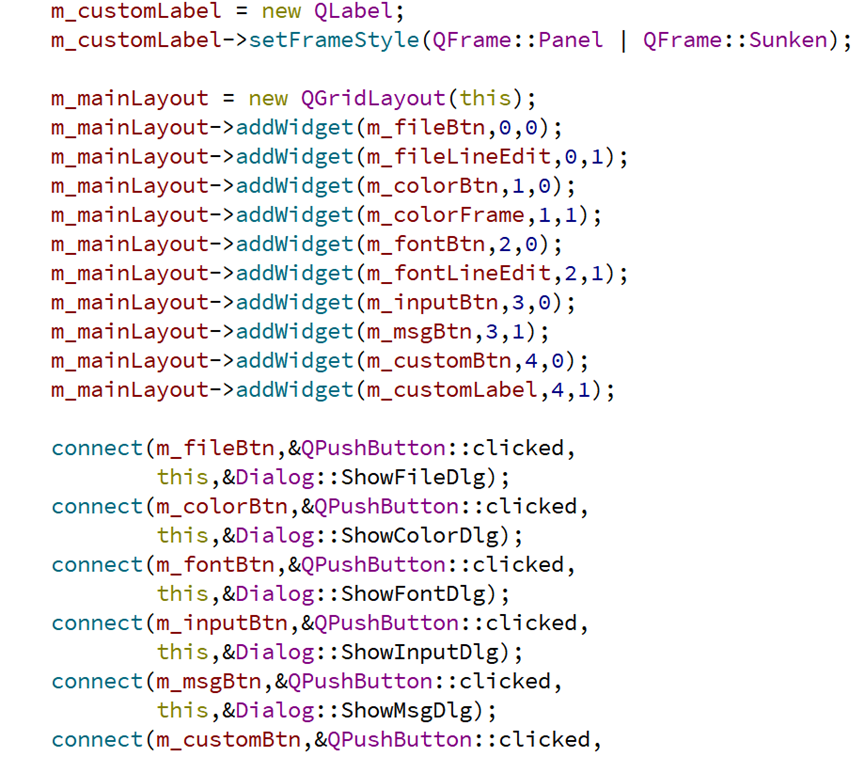 m_customLabel = new QLabel;
m_customLabel->setFrameStyle(QFrame::Panel | QFrame::Sunken);
m_mainLayout = new QGridLayout(this);
m_mainLayout->addWidget(m_fileBtn,0,0);
m_mainLayout->addWidget(m_fileLineEdit,0,1);
m_mainLayout->addWidget(m_colorBtn,1,0);
m_mainLayout->addWidget(m_colorFrame,1,1);
m_mainLayout->addWidget(m_fontBtn,2,0);
m_mainLayout->addWidget(m_fontLineEdit,2,1);
m_mainLayout->addWidget(m_inputBtn,3,0);
m_mainLayout->addWidget(m_msgBtn,3,1);
m_mainLayout->addWidget(m_customBtn,4,0);
m_mainLayout->addWidget(m_customLabel,4,1);
connect(m_fileBtn,&QPushButton::clicked,
this,&Dialog::ShowFileDlg);
connect(m_colorBtn,&QPushButton::clicked,
this,&Dialog::ShowColorDlg);
connect(m_fontBtn,&QPushButton::clicked,
this,&Dialog::ShowFontDlg);
connect(m_inputBtn,&QPushButton::clicked,
this,&Dialog::ShowInputDlg);
connect(m_msgBtn,&QPushButton::clicked,
this,&Dialog::ShowMsgDlg);
connect(m_customBtn,&QPushButton::clicked,